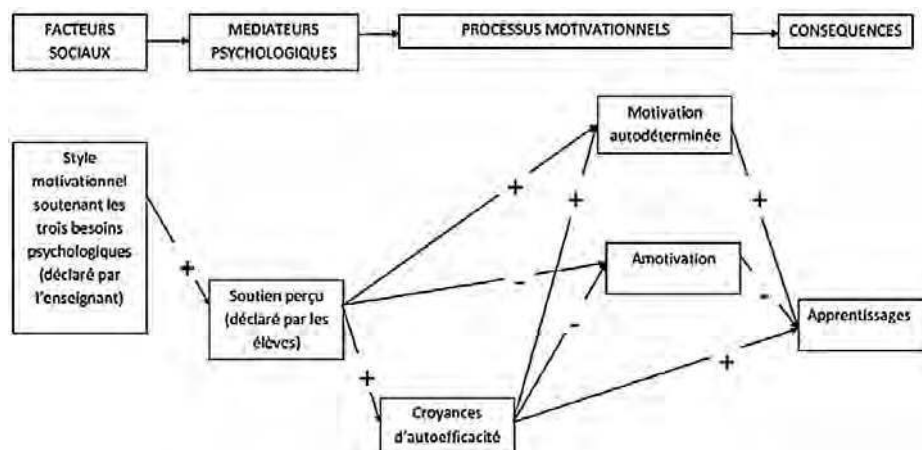 FACTEURS
SOCIAUX
MEDIATEURS
PSYCHOLOGIQUES
PROCESSUS MOTIVATIONNELS
CONSEQUENCES
Style
motivationnel
soutenant les
trois besoins
psychologiques
(déclaré par
l'enseignant)
+
Soutien perçu
(déclaré par les
élèves)
+
-
+
Motivation
autodéterminée
+
Amotivation
-
Croyances
d'autoefficacité
+
-
+
Apprentissages